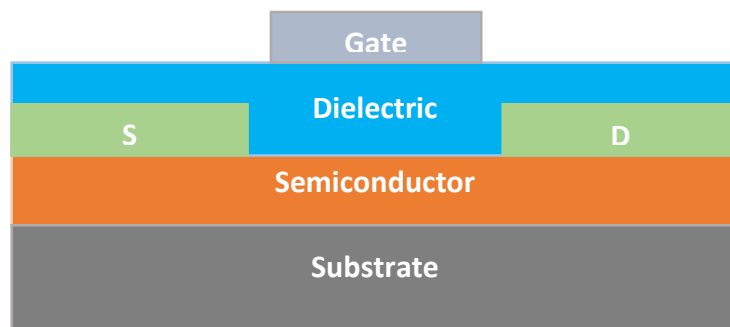 Gate
Dielectric
S
D
Semiconductor
Substrate